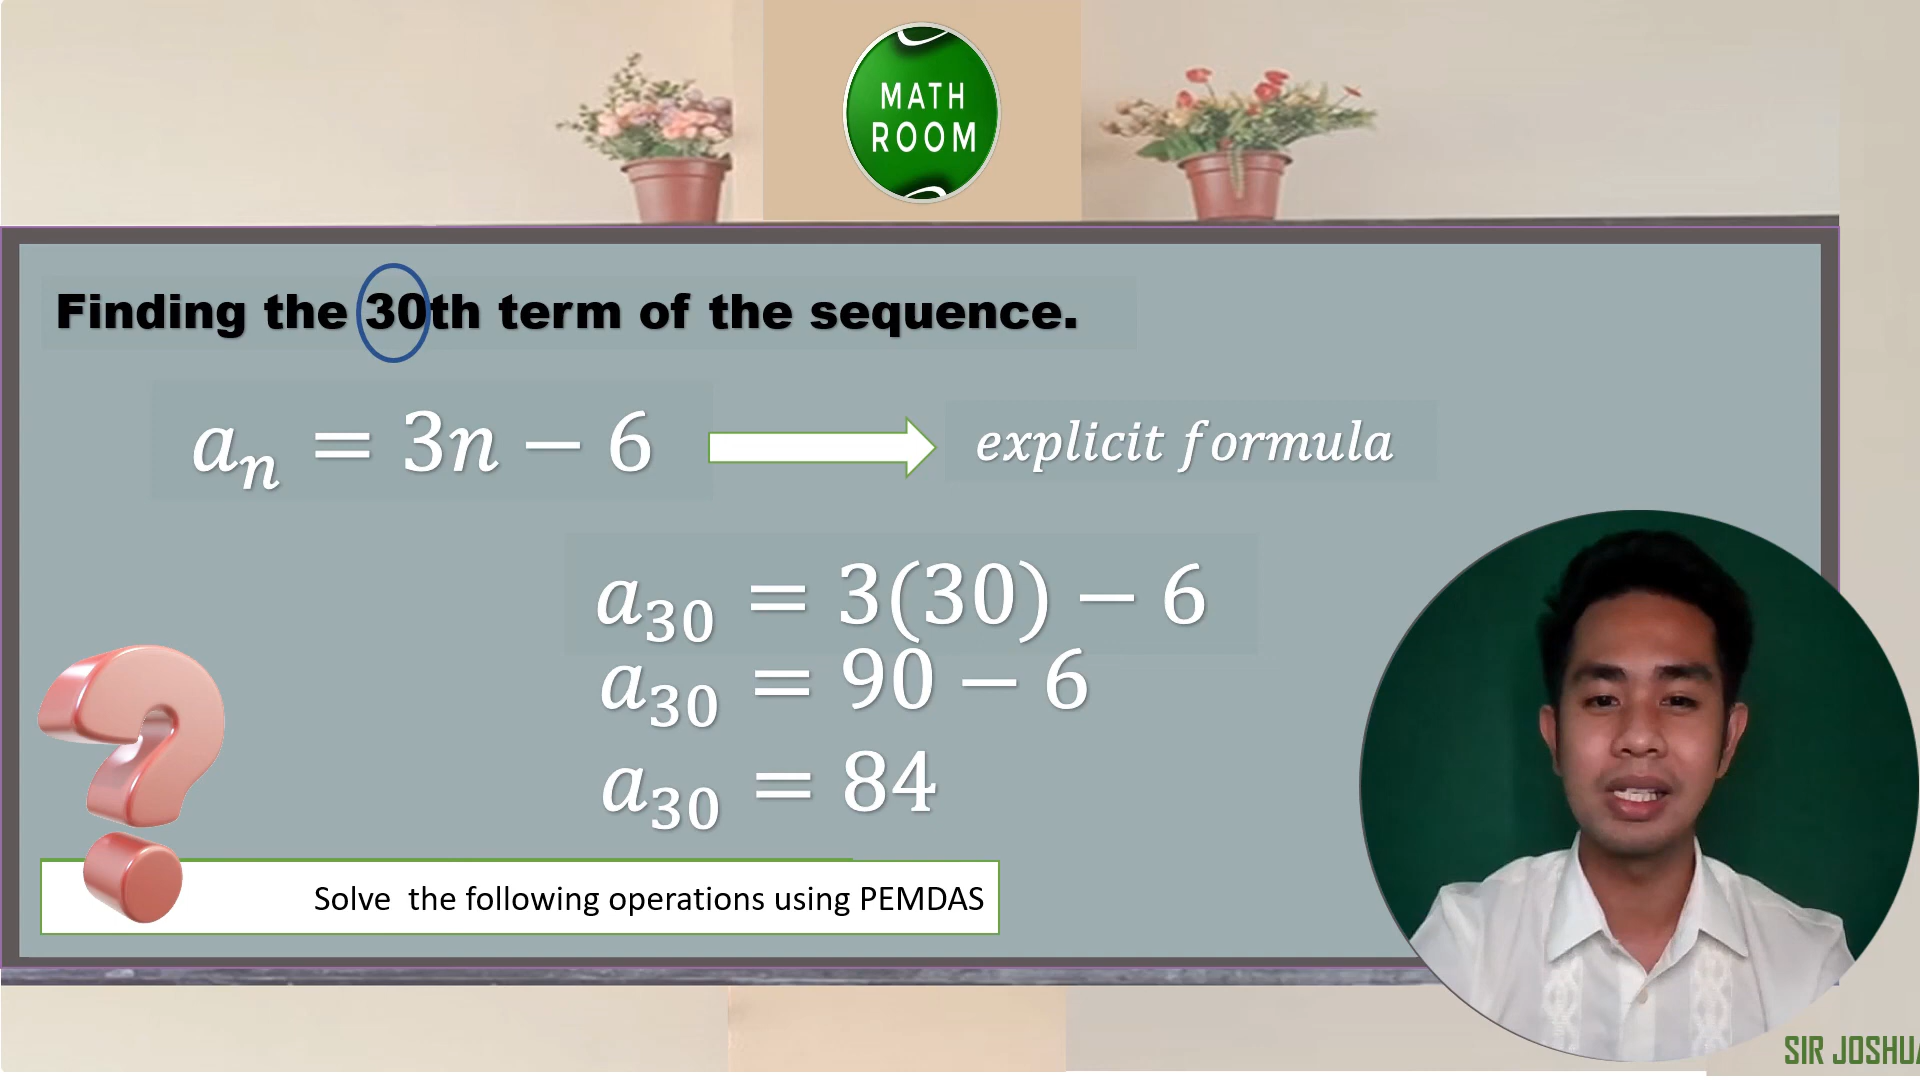 MATH
ROOM
Finding the 30th term of the sequence.
aₙ = 3n − 6
explicit formula
a₃₀ = 3(30) − 6
a₃₀ = 90 − 6
a₃₀ = 84
Solve the following operations using PEMDAS
SIR JOSHUA